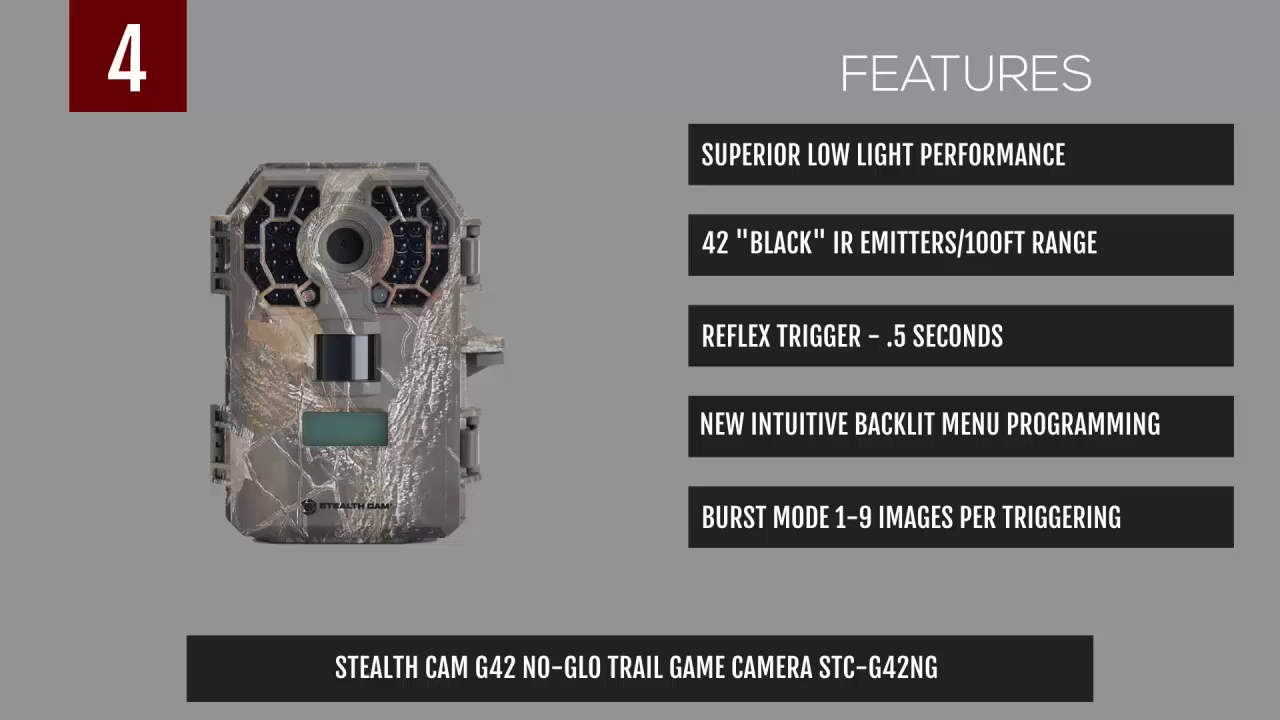 4
FEATURES
SUPERIOR LOW LIGHT PERFORMANCE
42 "BLACK" IR EMITTERS/100FT RANGE
REFLEX TRIGGER - .5 SECONDS
NEW INTUITIVE BACKLIT MENU PROGRAMMING
BURST MODE 1-9 IMAGES PER TRIGGERING
STEALTH CAM
STEALTH CAM G42 NO-GLO TRAIL GAME CAMERA STC-G42NG